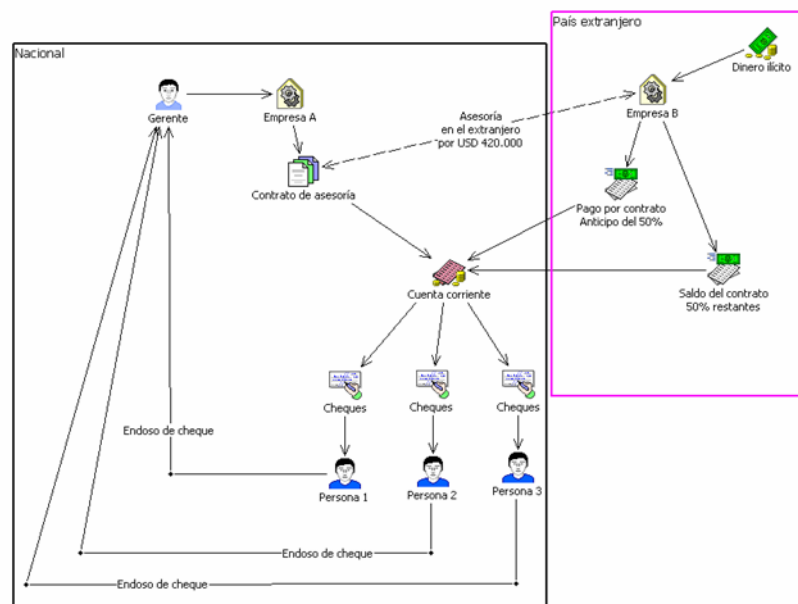 País extranjero
Nacional
Dinero ilícito
Gerente
Empresa A
Asesoría
en el extranjero
por USD 420.000
Empresa B
Contrato de asesoría
Pago por contrato
Anticipo del 50%
Cuenta corriente
Saldo del contrato
50% restantes
Cheques
Cheques
Cheques
Endoso de cheque
Persona 1
Persona 2
Persona 3
Endoso de cheque
Endoso de cheque